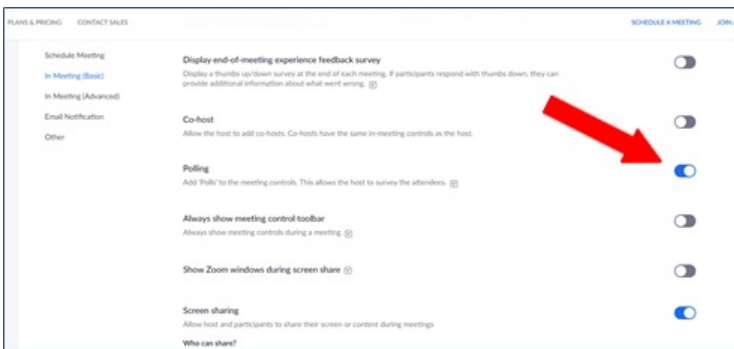 PLANS & PRICING CONTACT SALES SCHEDULE A MEETING JOIN
Schedule Meeting
In Meeting (Basic)
In Meeting (Advanced)
Email Notification
Other
Display end-of-meeting experience feedback survey
Display a thumbs up/down survey at the end of each meeting. If participants respond with thumbs down, they can
provide additional information about what went wrong.
Co-host
Allow the host to add co-hosts. Co-hosts have the same in-meeting controls as the host.
Polling
Add 'Polls' to the meeting controls. This allows the host to survey the attendees.
Always show meeting control toolbar
Always show meeting controls during a meeting
Show Zoom windows during screen share
Screen sharing
Allow host and participants to share their screen or content during meetings
Who can share?